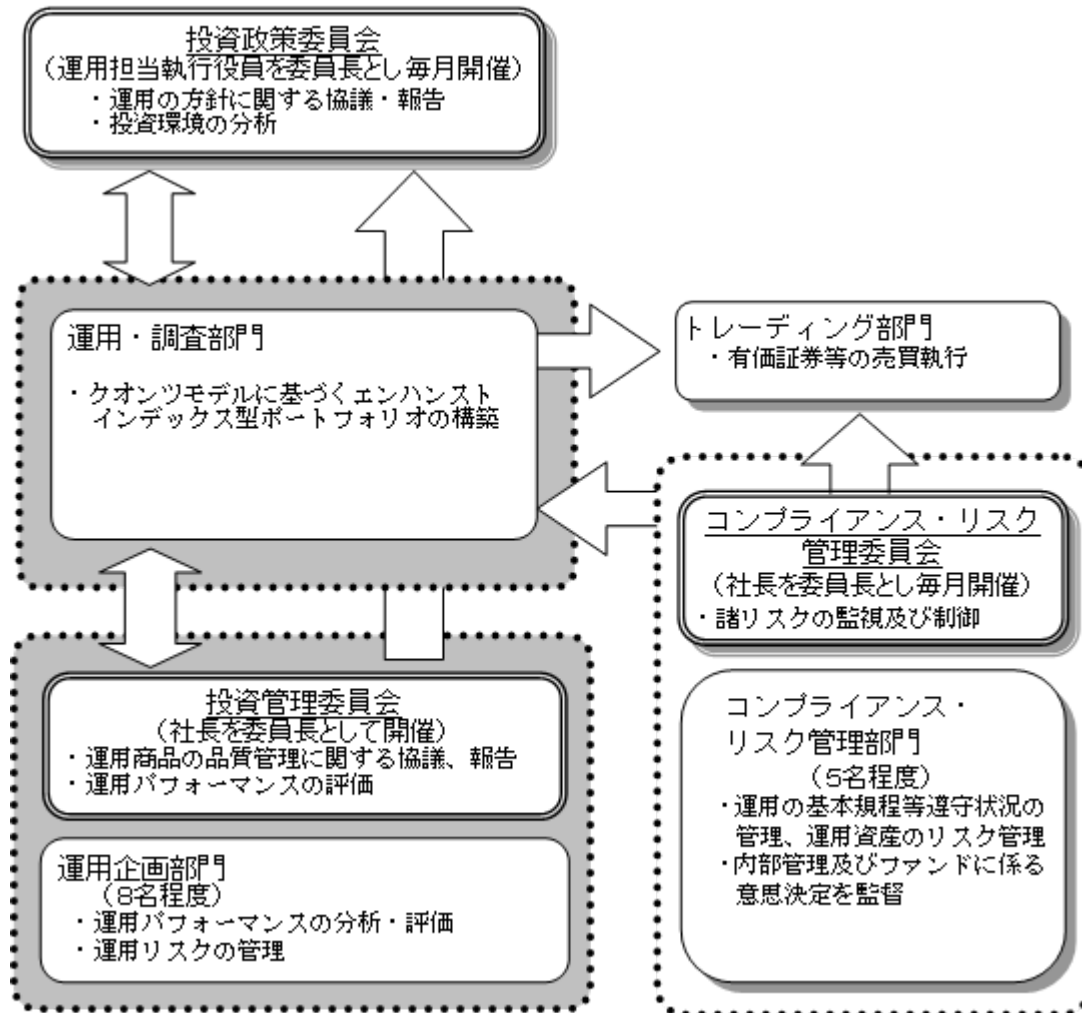 投資政策委員会
(運用担当執行役員を委員長とし毎月開催)
・運用の方針に関する協議・報告
・投資環境の分析
運用・調査部門
・クオンツモデルに基づくエンハンスト
インデックス型ポートフォリオの構築
トレーディング部門
・有価証券等の売買執行
コンプライアンス・リスク
管理委員会
(社長を委員長とし毎月開催)
・諸リスクの監視及び制御
投資管理委員会
(社長を委員長として開催)
・運用商品の品質管理に関する協議、報告
・運用パフォーマンスの評価
運用企画部門
(8名程度)
・運用パフォーマンスの分析・評価
・運用リスクの管理
コンプライアンス・
リスク管理部門
(5名程度)
・運用の基本規程等遵守状況の
管理、運用資産のリスク管理
・内部管理及びファンドに係る
意思決定を監督